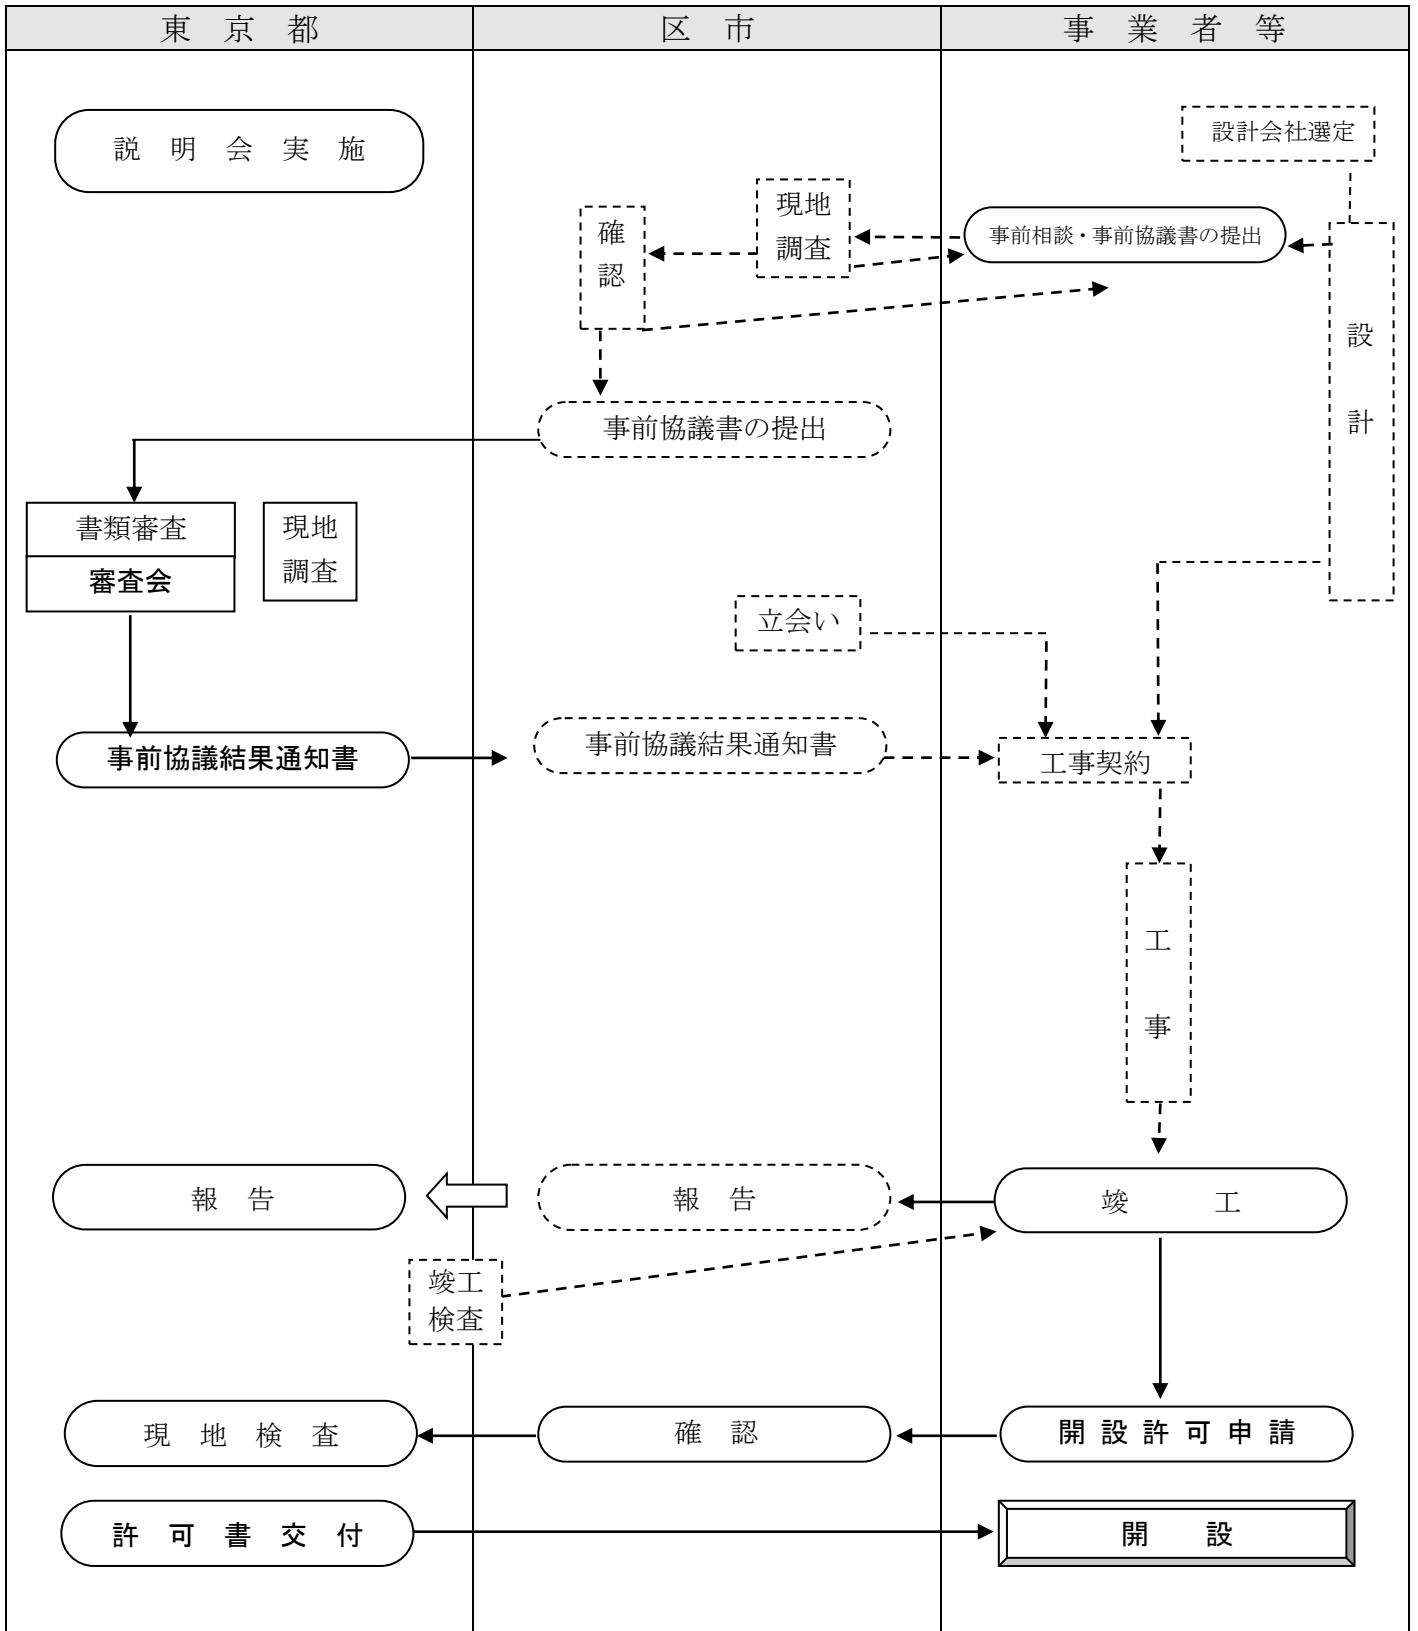 東　京　都
区　市
事　業　者　等
説　明　会　実　施
設計会社選定
現地
調査
確
認
事前相談・事前協議書の提出
設
計
事前協議書の提出
書類審査
審査会
現地
調査
立会い
事前協議結果通知書
事前協議結果通知書
工事契約
工
事
報　告
報　告
竣　　　工
竣工
検査
現　地　検　査
確　認
開 設 許 可 申 請
許　可　書　交　付
開　　設